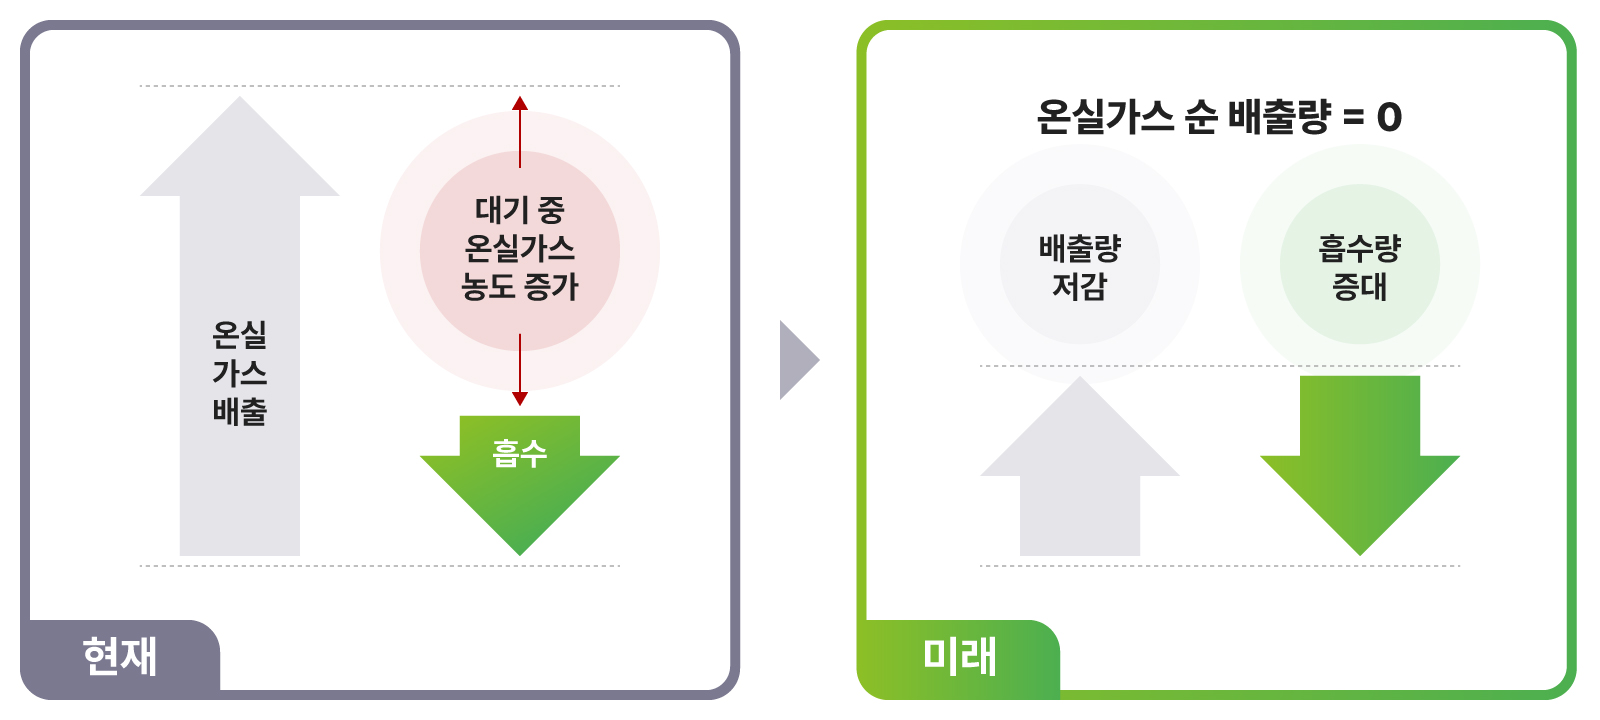 온실
가스
배출
대기 중
온실가스
농도 증가
흡수
현재
온실가스 순 배출량 = 0
배출량
저감
흡수량
증대
미래